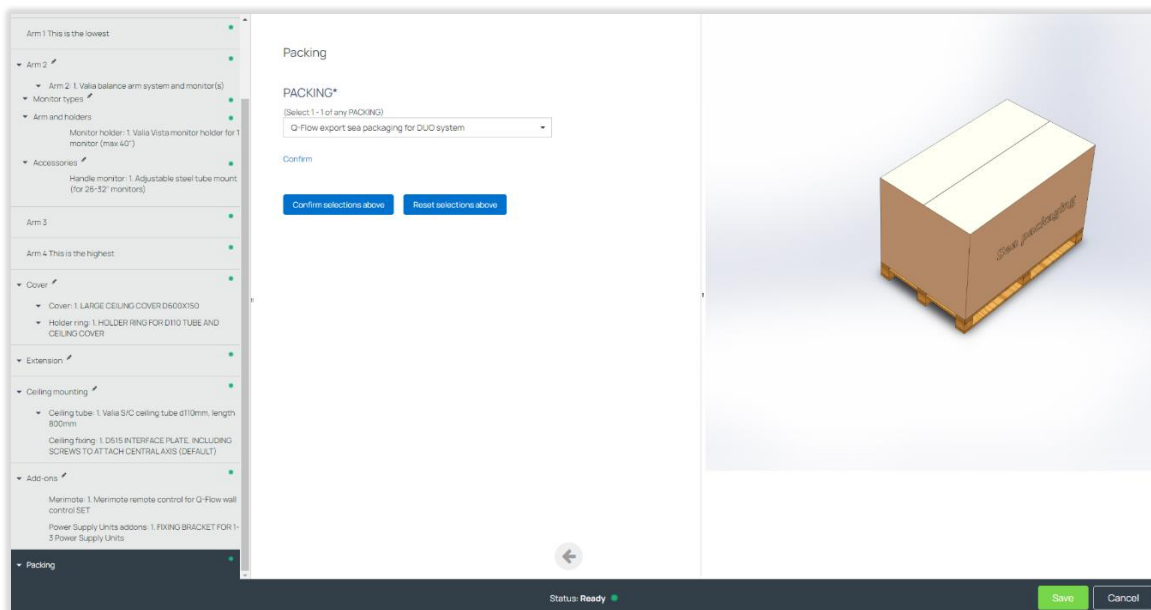 Arm 1 This is the lowest
Arm 2
Arm 2: 1. Valia balance arm system and monitor(s)
Monitor types
Arm and holders
Monitor holder: 1. Valia Vista monitor holder for 1
monitor (max 40")
Accessories
Handle monitor: 1. Adjustable steel tube mount
(for 26-32" monitors)
Arm 3
Arm 4 This is the highest
Cover
Cover: 1. LARGE CEILING COVER D600X150
Holder ring: 1. HOLDER RING FOR D110 TUBE AND
CEILING COVER
Extension
Ceiling mounting
Ceiling tube: 1. Valia S/C ceiling tube d110mm, length
800mm
Ceiling fixing: 1. D515 INTERFACE PLATE, INCLUDING
SCREWS TO ATTACH CENTRAL AXIS (DEFAULT)
Add-ons
Merimote: 1. Merimote remote control for Q-Flow wall
control SET
Power Supply Units addons: 1. FIXING BRACKET FOR 1-
3 Power Supply Units
Packing
Packing
PACKING*
(Select 1 - 1 of any PACKING)
Q-Flow export sea packaging for DUO system
Confirm
Confirm selections above
Reset selections above
Sea packaging
Status: Ready
Save
Cancel